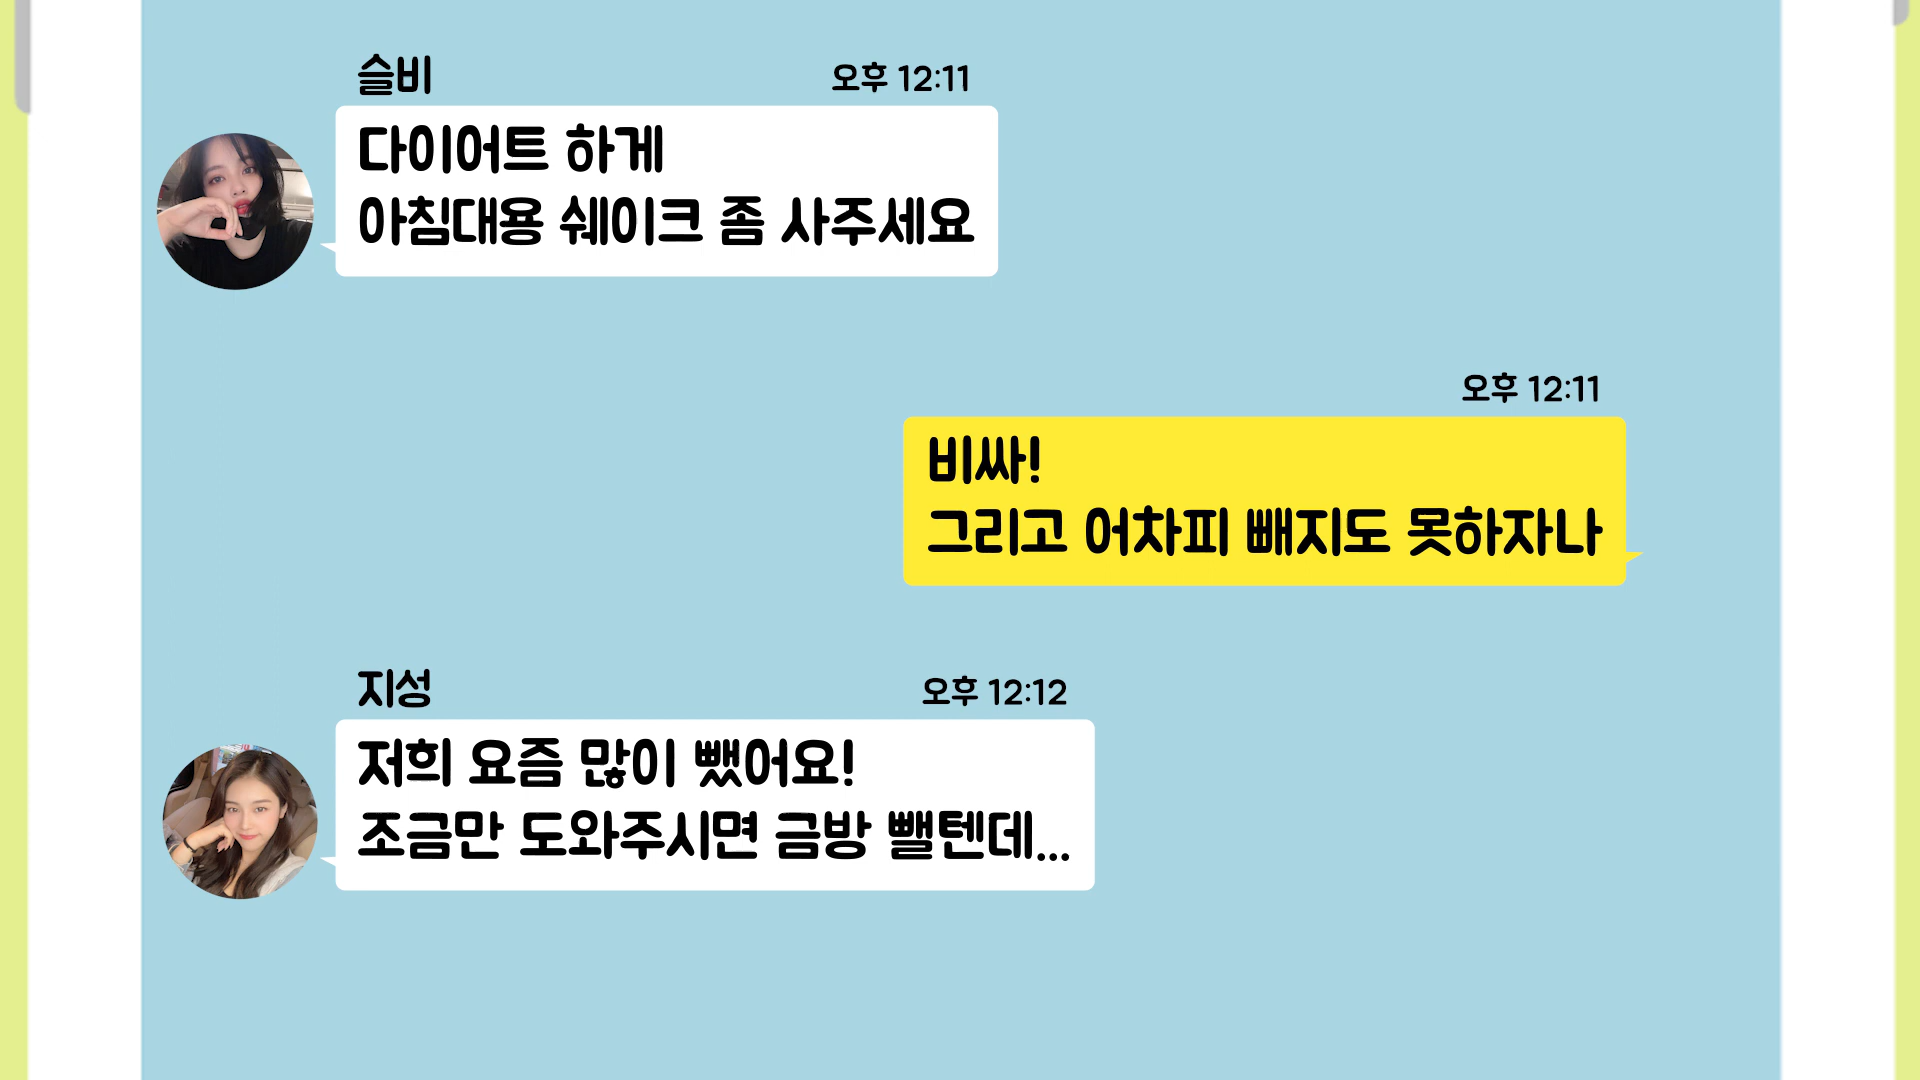 슬비
오후 12:11
다이어트 하게
아침대용 쉐이크 좀 사주세요
오후 12:11
비싸!
그리고 어차피 빼지도 못하자나
지성
오후 12:12
저희 요즘 많이 뺐어요!
조금만 도와주시면 금방 뺄텐데...